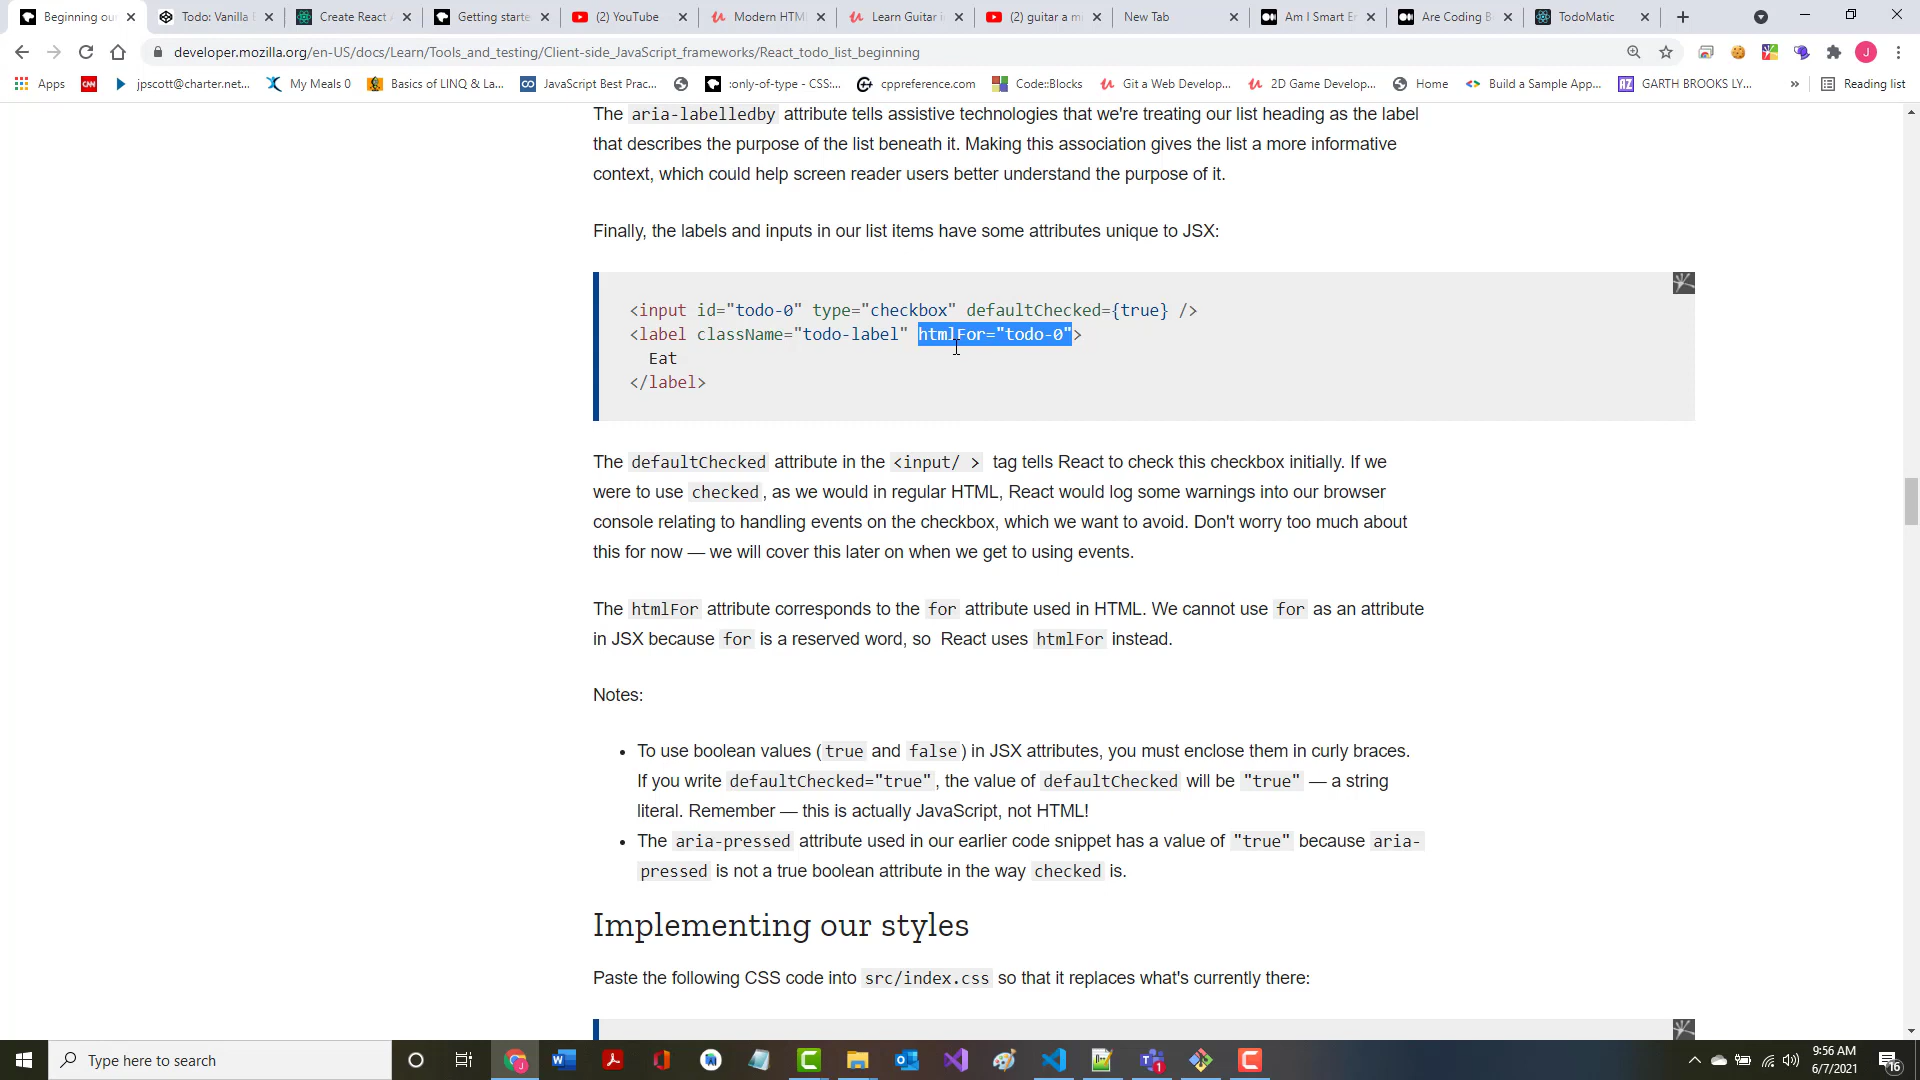 Beginning ou
Todo: Vanilla
Create React
Getting starte
(2) YouTube
Modern HTM
Learn Guitar i
(2) guitar a m
New Tab
Am I Smart E
Are Coding B
TodoMatic
developer.mozilla.org/en-US/docs/Learn/Tools_and_testing/Client-side_JavaScript_frameworks/React_todo_list_beginning
J
Apps
CNN
jpscott@charter.net...
My Meals 0
Basics of LINQ & La...
JavaScript Best Prac...
:only-of-type - CSS:...
cppreference.com
Code::Blocks
Git a Web Develop...
2D Game Develop...
Home
Build a Sample App...
AZ
GARTH BROOKS LY...
»
Reading list
The aria-labelledby attribute tells assistive technologies that we're treating our list heading as the label
that describes the purpose of the list beneath it. Making this association gives the list a more informative
context, which could help screen reader users better understand the purpose of it.
Finally, the labels and inputs in our list items have some attributes unique to JSX:
<input id="todo-0" type="checkbox" defaultChecked={true} />
<label className="todo-label" htmlFor="todo-0">
Eat
</label>
The defaultChecked attribute in the <input/ > tag tells React to check this checkbox initially. If we
were to use checked, as we would in regular HTML, React would log some warnings into our browser
console relating to handling events on the checkbox, which we want to avoid. Don't worry too much about
this for now — we will cover this later on when we get to using events.
The htmlFor attribute corresponds to the for attribute used in HTML. We cannot use for as an attribute
in JSX because for is a reserved word, so React uses htmlFor instead.
Notes:
• To use boolean values (true and false) in JSX attributes, you must enclose them in curly braces.
If you write defaultChecked="true", the value of defaultChecked will be "true" — a string
literal. Remember — this is actually JavaScript, not HTML!
• The aria-pressed attribute used in our earlier code snippet has a value of "true" because aria-
pressed is not a true boolean attribute in the way checked is.
Implementing our styles
Paste the following CSS code into src/index.css so that it replaces what's currently there:
Type here to search
9:56 AM
6/7/2021
16